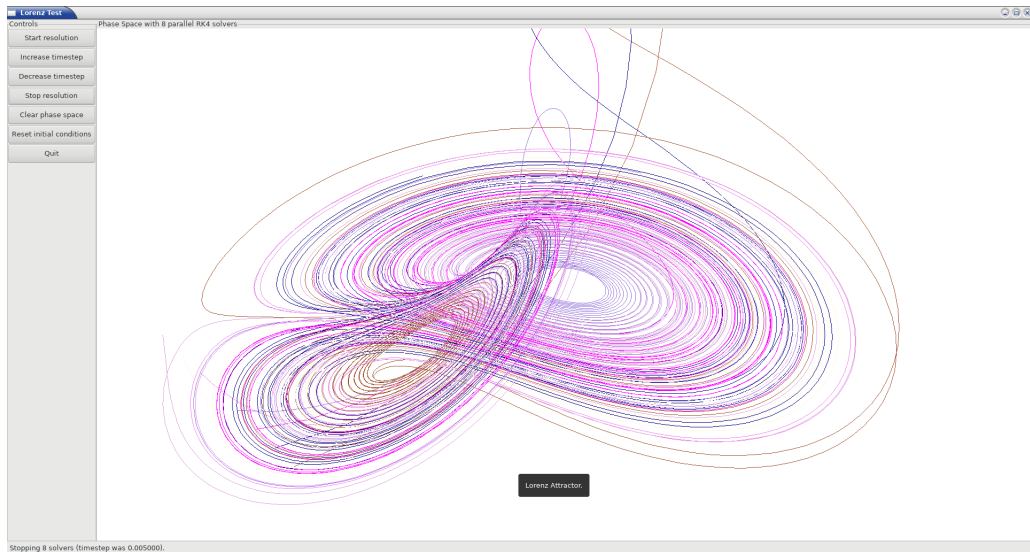 Lorenz Test
Controls
Phase Space with 8 parallel RK4 solvers
Start resolution
Increase timestep
Decrease timestep
Stop resolution
Clear phase space
Reset initial conditions
Quit
Lorenz Attractor.
Stopping 8 solvers (timestep was 0.005000).